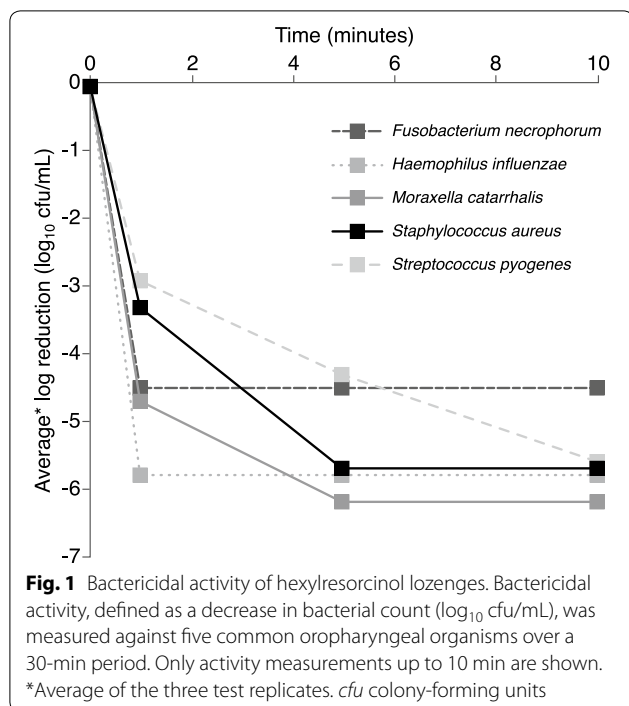 Time (minutes)
0 2 4 6 8 10
0
-1
-2
-3
-4
-5
-6
-7
Average* log reduction (log₁₀ cfu/mL)
Fusobacterium necrophorum
Haemophilus influenzae
Moraxella catarrhalis
Staphylococcus aureus
Streptococcus pyogenes
Fig. 1 Bactericidal activity of hexylresorcinol lozenges. Bactericidal
activity, defined as a decrease in bacterial count (log₁₀ cfu/mL), was
measured against five common oropharyngeal organisms over a
30-min period. Only activity measurements up to 10 min are shown.
*Average of the three test replicates. cfu colony-forming units